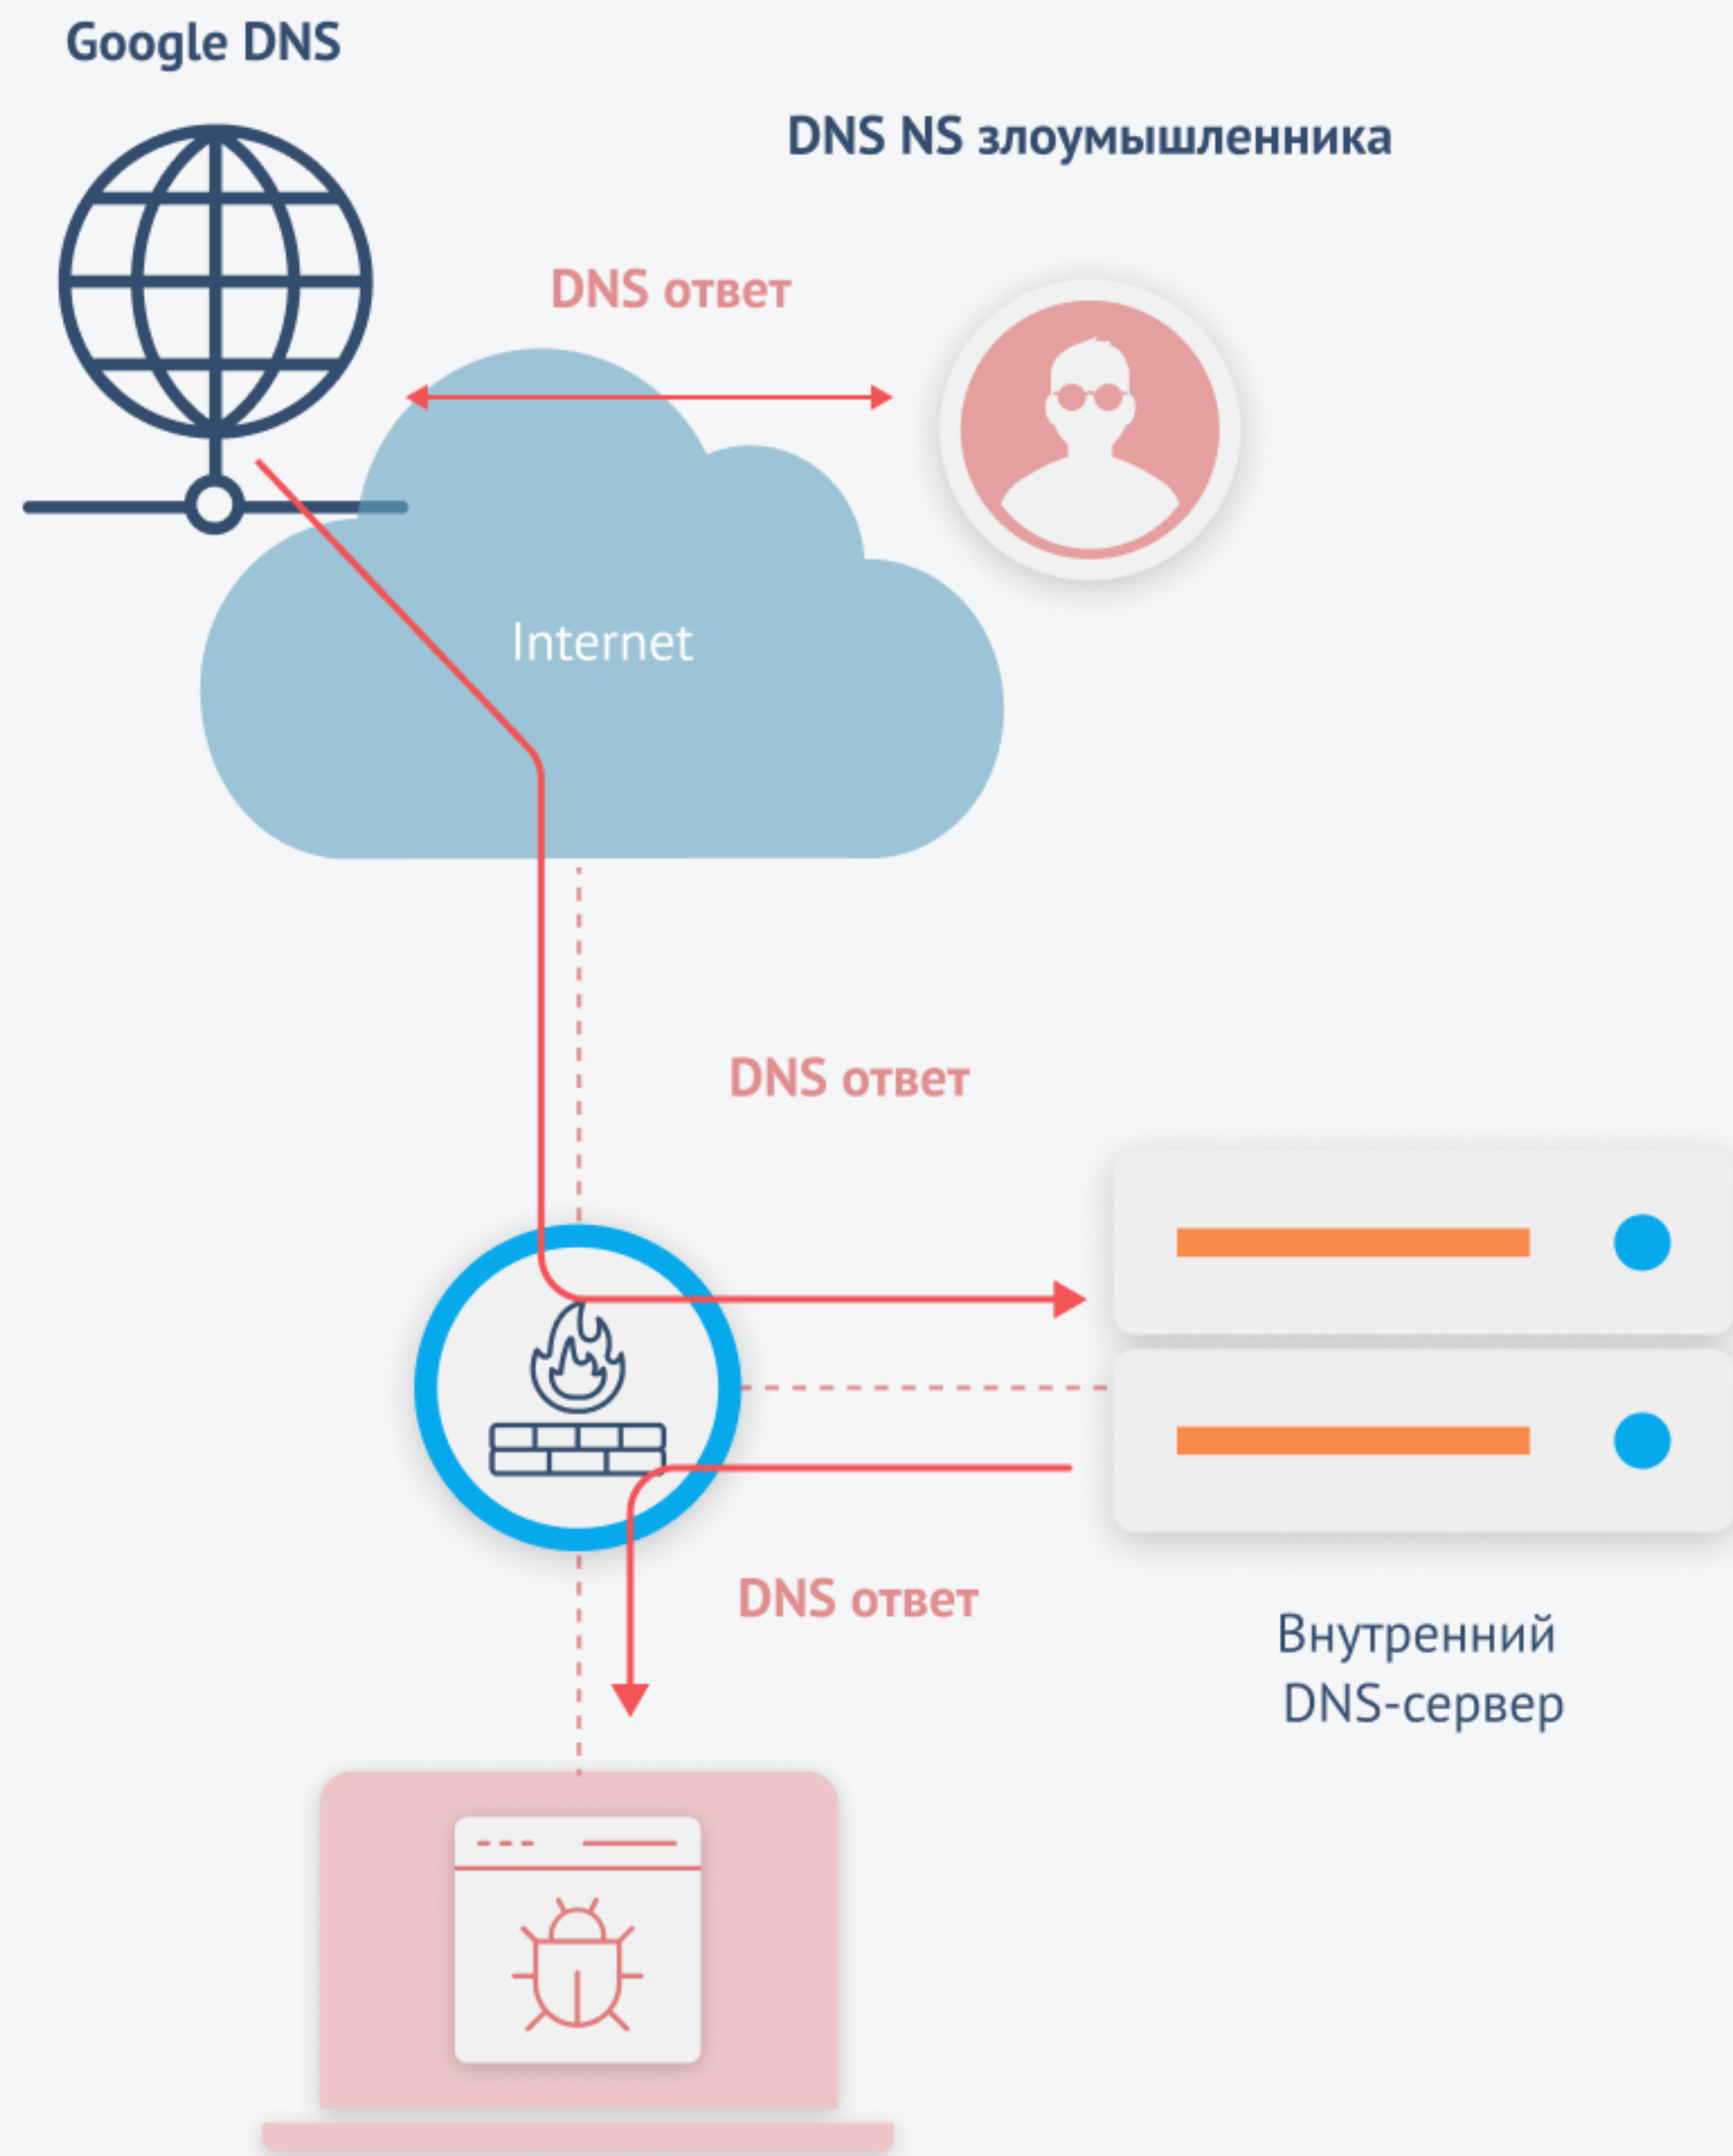 Google DNS
DNS NS злоумышленника
DNS ответ
Internet
DNS ответ
DNS ответ
Внутренний
DNS-сервер